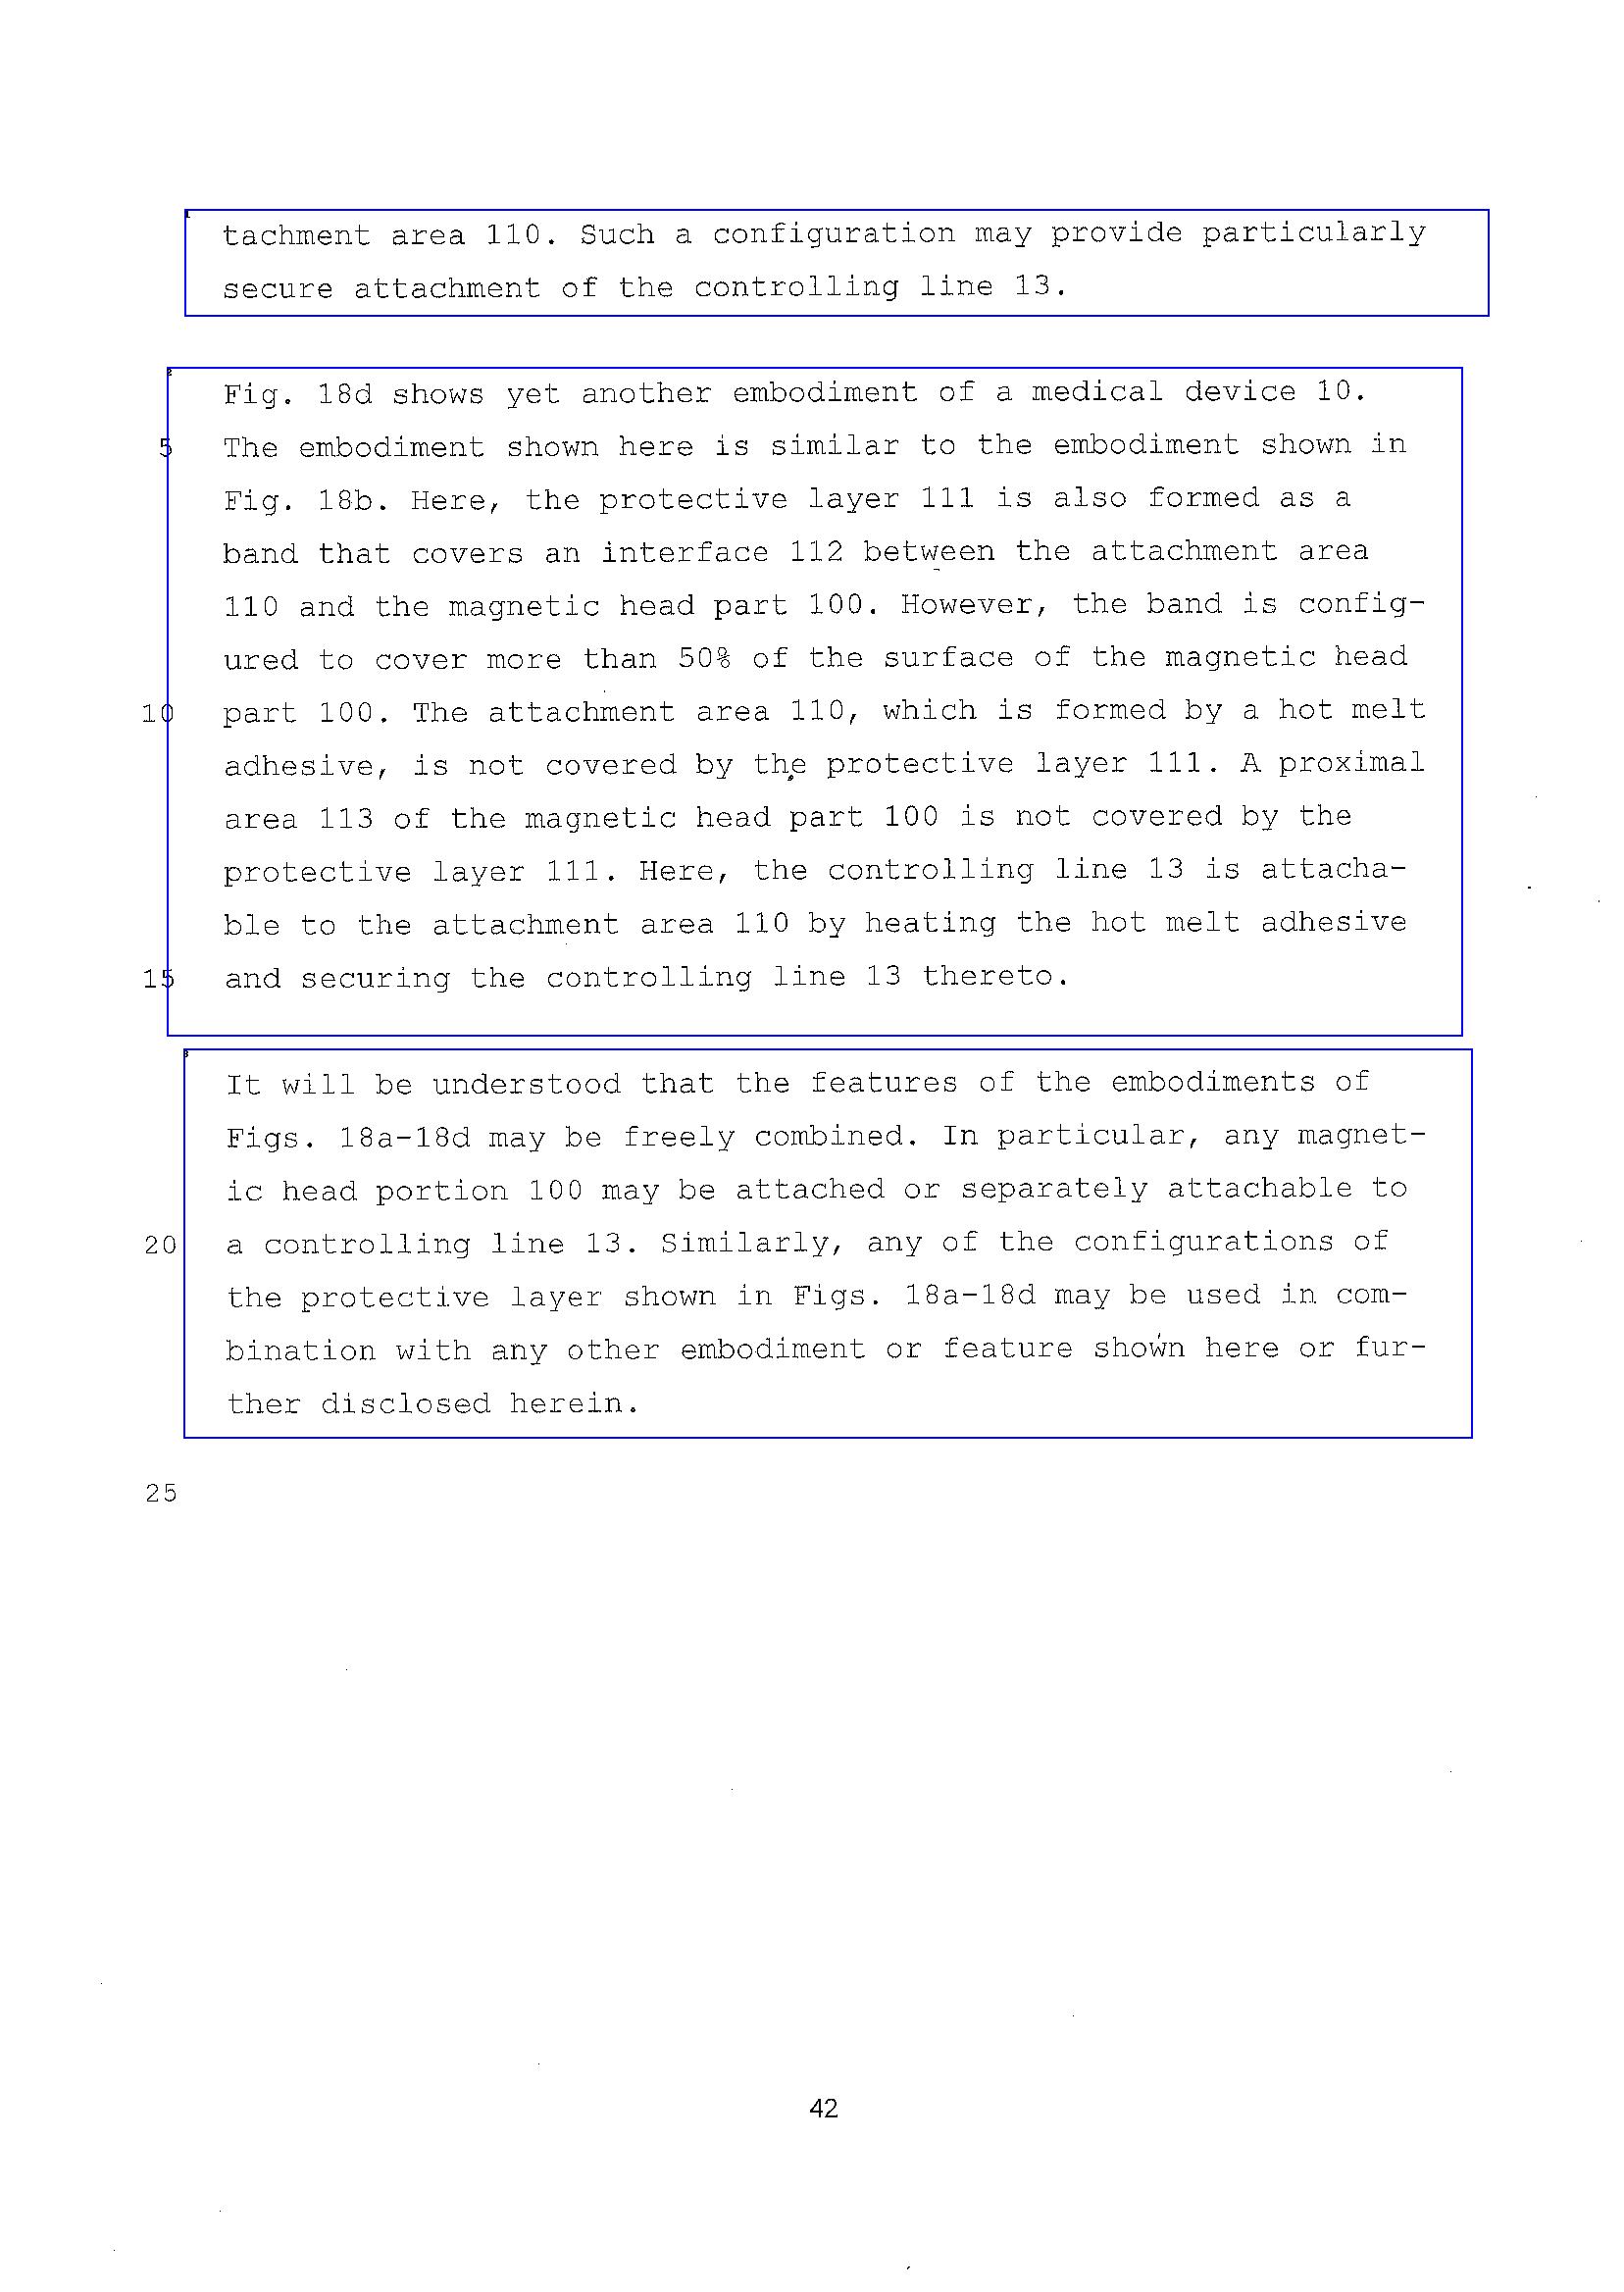 tachment area 110. Such a configuration may provide particularly
secure attachment of the controlling line 13.
Fig. 18d shows yet another embodiment of a medical device 10.
5 The embodiment shown here is similar to the embodiment shown in
Fig. 18b. Here, the protective layer 111 is also formed as a
band that covers an interface 112 between the attachment area
110 and the magnetic head part 100. However, the band is config-
ured to cover more than 50% of the surface of the magnetic head
10 part 100. The attachment area 110, which is formed by a hot melt
adhesive, is not covered by the protective layer 111. A proximal
area 113 of the magnetic head part 100 is not covered by the
protective layer 111. Here, the controlling line 13 is attacha-
ble to the attachment area 110 by heating the hot melt adhesive
15 and securing the controlling line 13 thereto.
It will be understood that the features of the embodiments of
Figs. 18a-18d may be freely combined. In particular, any magnet-
ic head portion 100 may be attached or separately attachable to
20 a controlling line 13. Similarly, any of the configurations of
the protective layer shown in Figs. 18a-18d may be used in com-
bination with any other embodiment or feature shown here or fur-
ther disclosed herein.
25
42